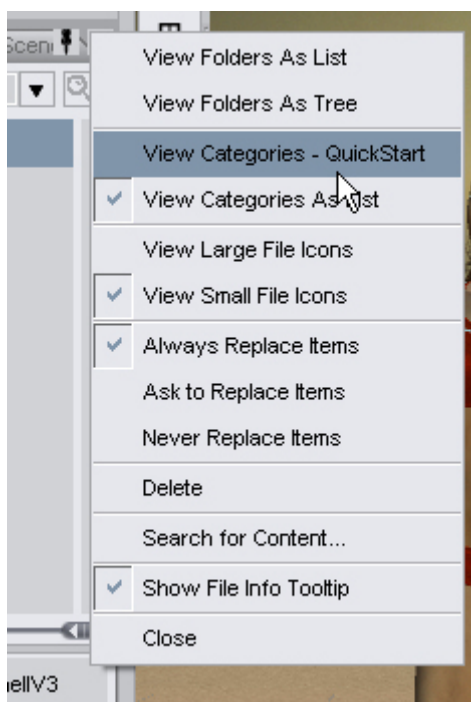 Scen
View Folders As List
View Folders As Tree
View Categories - QuickStart
View Categories As List
View Large File Icons
View Small File Icons
Always Replace Items
Ask to Replace Items
Never Replace Items
Delete
Search for Content...
Show File Info Tooltip
Close
ellV3